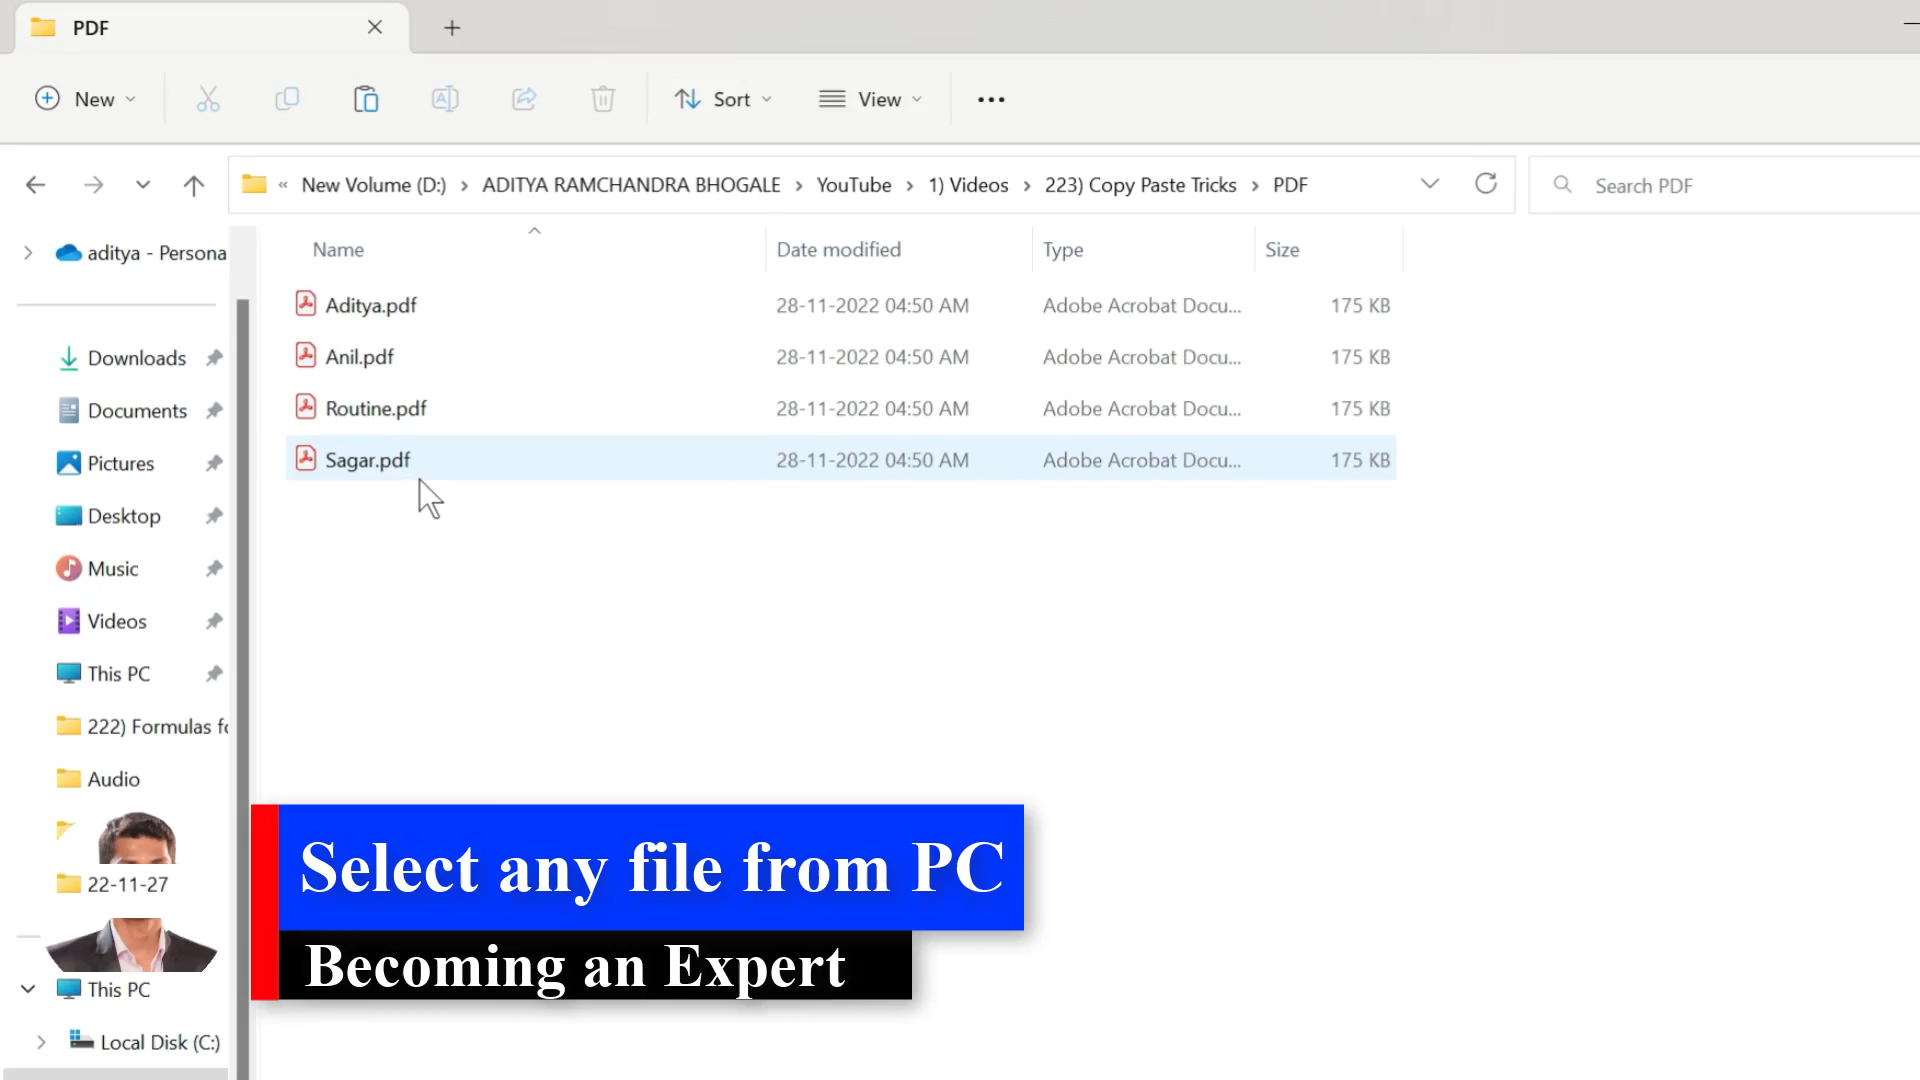 PDF
New
Sort
View
« New Volume (D:) > ADITYA RAMCHANDRA BHOGALE > YouTube > 1) Videos > 223) Copy Paste Tricks > PDF
Search PDF
aditya - Persona
Downloads
Documents
Pictures
Desktop
Music
Videos
This PC
222) Formulas fo
Audio
22-11-27
This PC
Local Disk (C:)
Name Date modified Type Size
Aditya.pdf 28-11-2022 04:50 AM Adobe Acrobat Docu... 175 KB
Anil.pdf 28-11-2022 04:50 AM Adobe Acrobat Docu... 175 KB
Routine.pdf 28-11-2022 04:50 AM Adobe Acrobat Docu... 175 KB
Sagar.pdf 28-11-2022 04:50 AM Adobe Acrobat Docu... 175 KB
Select any file from PC
Becoming an Expert